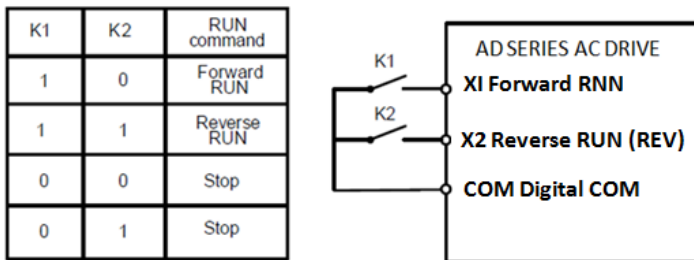 K1 K2 RUN command
1 0 Forward RUN
1 1 Reverse RUN
0 0 Stop
0 1 Stop
AD SERIES AC DRIVE
K1
XI Forward RNN
K2
X2 Reverse RUN (REV)
COM Digital COM